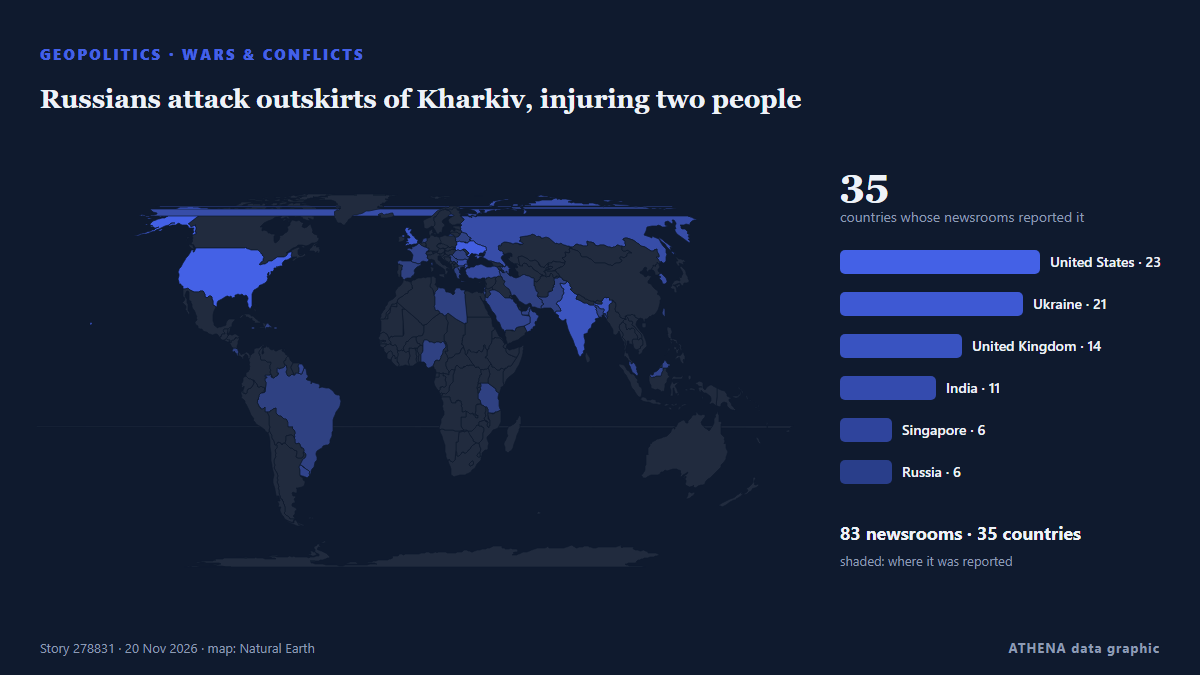 GEOPOLITICS · WARS & CONFLICTS
Russians attack outskirts of Kharkiv, injuring two people
35
countries whose newsrooms reported it
United States · 23
Ukraine · 21
United Kingdom · 14
India · 11
Singapore · 6
Russia · 6
83 newsrooms · 35 countries
shaded: where it was reported
Story 278831 · 20 Nov 2026 · map: Natural Earth
ATHENA data graphic